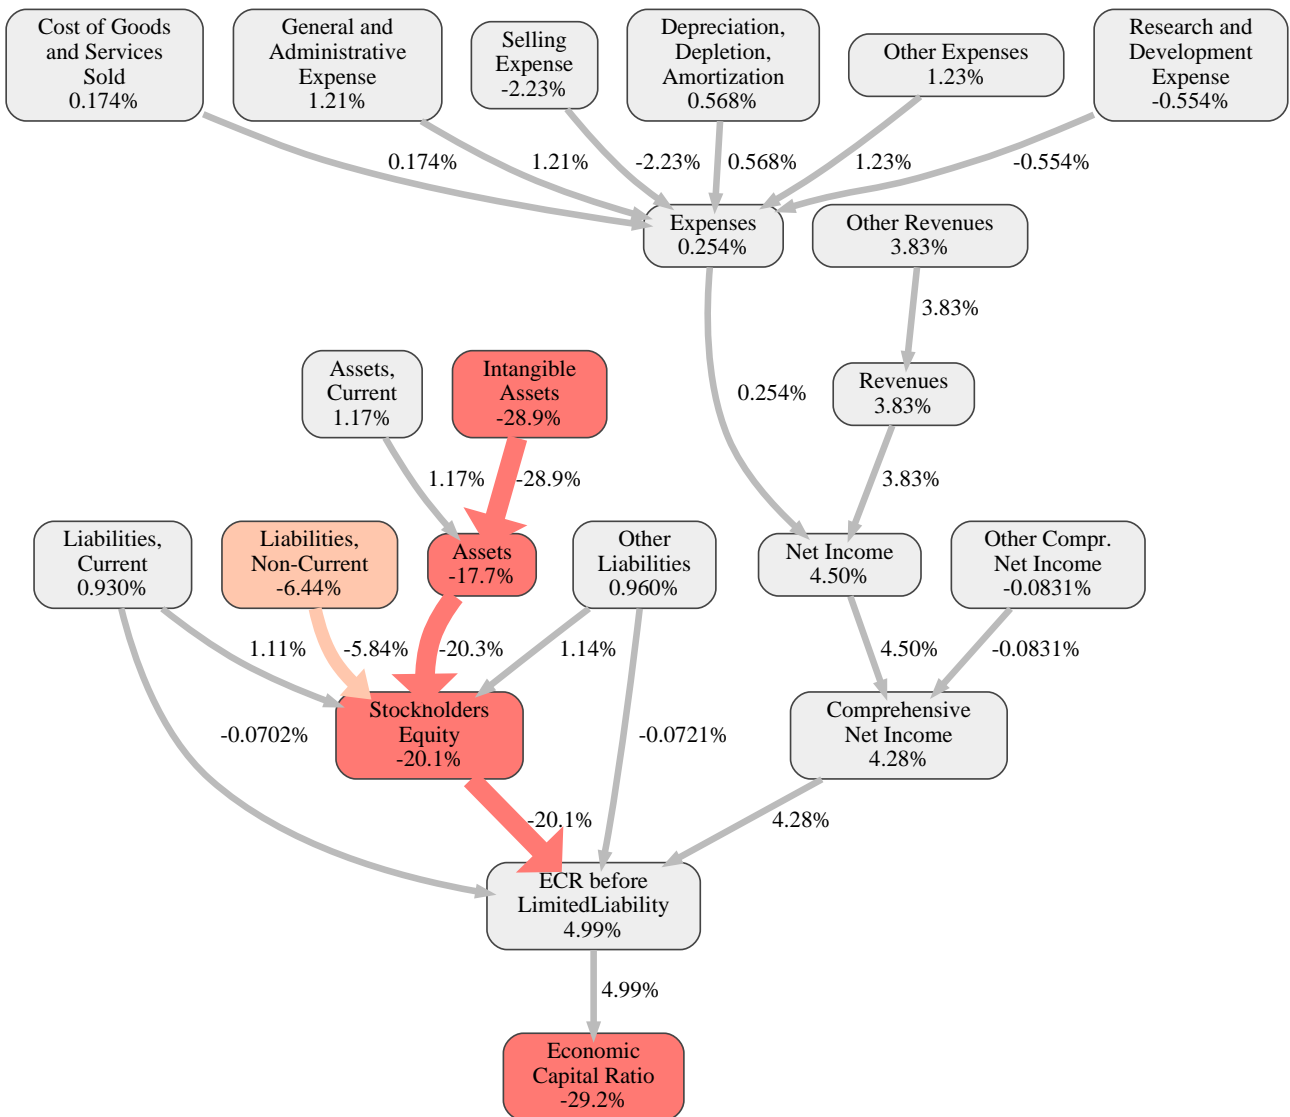 Cost of Goods
and Services
Sold
0.174%
General and
Administrative
Expense
1.21%
Selling
Expense
-2.23%
Depreciation,
Depletion,
Amortization
0.568%
Other Expenses
1.23%
Research and
Development
Expense
-0.554%
0.174%
1.21%
-2.23%
0.568%
1.23%
-0.554%
Expenses
0.254%
Other Revenues
3.83%
3.83%
Assets,
Current
1.17%
Intangible
Assets
-28.9%
0.254%
Revenues
3.83%
1.17%
-28.9%
3.83%
Liabilities,
Current
0.930%
Liabilities,
Non-Current
-6.44%
Assets
-17.7%
Other
Liabilities
0.960%
Net Income
4.50%
Other Compr.
Net Income
-0.0831%
1.11%
-5.84%
-20.3%
1.14%
4.50%
-0.0831%
-0.0702%
Stockholders
Equity
-20.1%
-0.0721%
Comprehensive
Net Income
4.28%
-20.1%
4.28%
ECR before
LimitedLiability
4.99%
4.99%
Economic
Capital Ratio
-29.2%